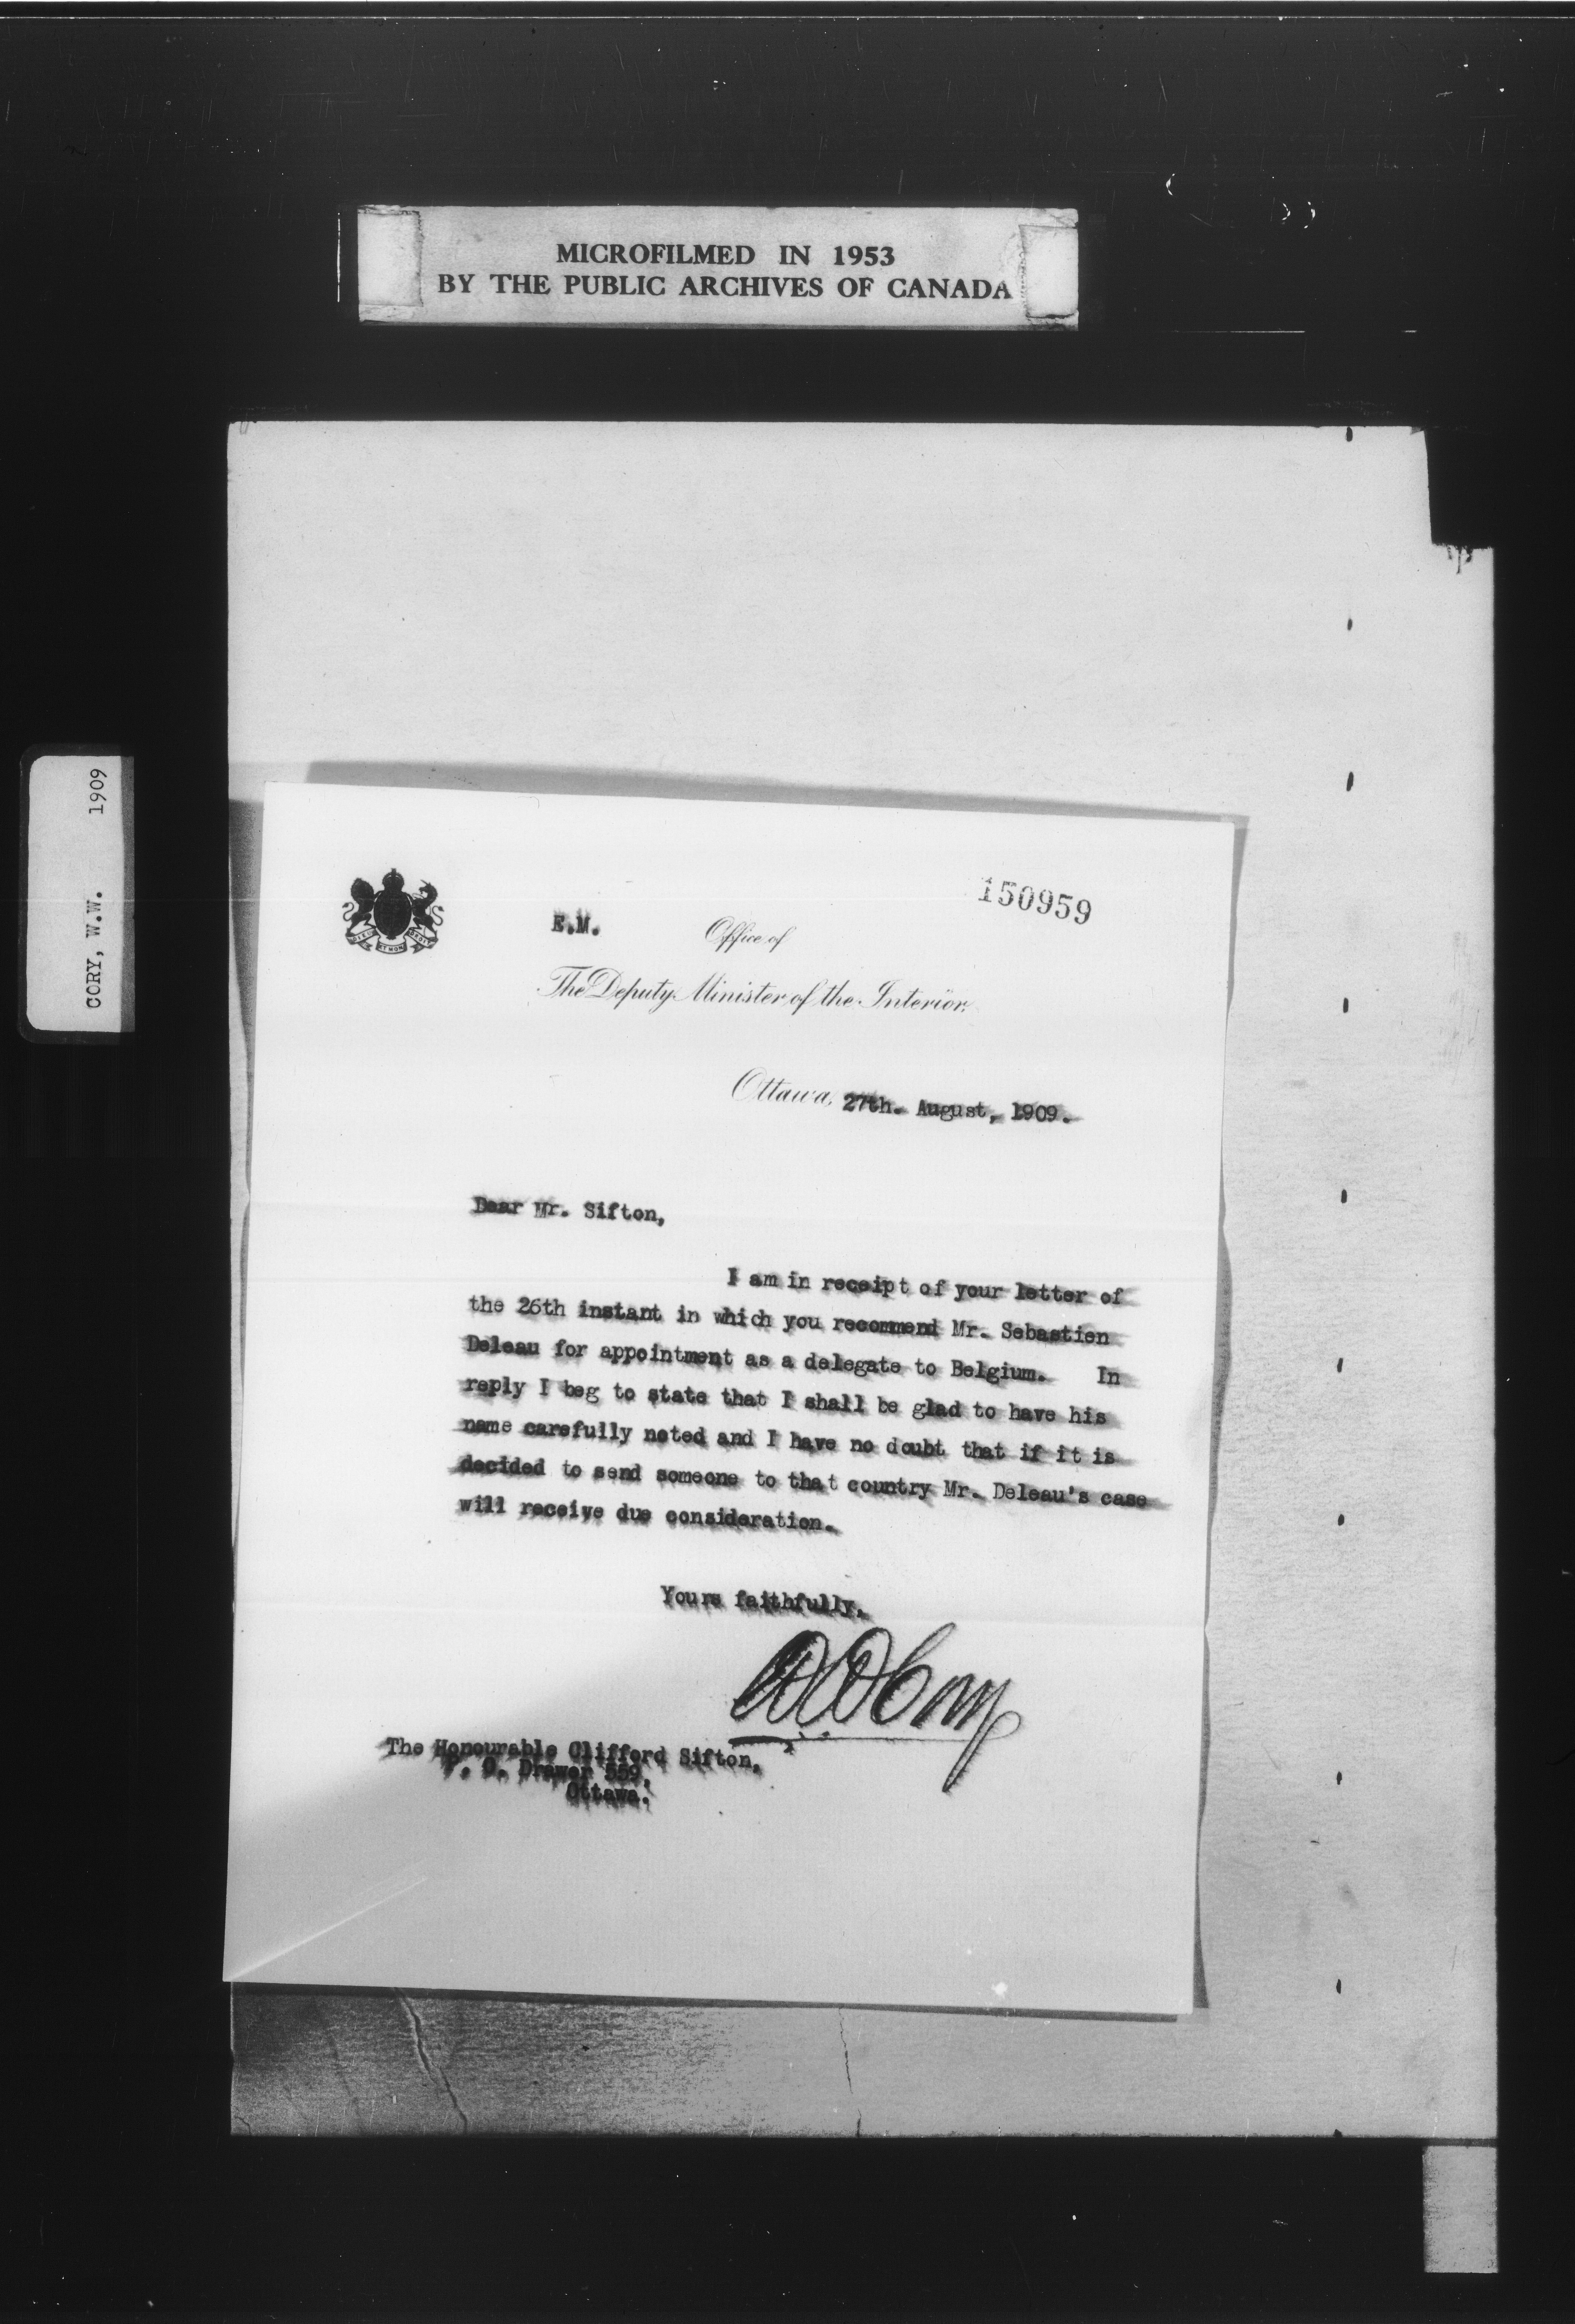 MICROFILMED IN 1953
BY THE PUBLIC ARCHIVES OF CANADA
CORY, W.W. 1909
150959
E.M.
Office of
The Deputy Minister of the Interior.
Ottawa, 27th. August, 1909.
Dear Mr. Sifton,
I am in receipt of your letter of
the 26th instant in which you recommend Mr. Sebastien
Deleau for appointment as a delegate to Belgium. In
reply I beg to state that I shall be glad to have his
name carefully noted and I have no doubt that if it is
decided to send someone to that country Mr. Deleau's case
will receive due consideration.
Yours faithfully,
WWCory
The Honourable Clifford Sifton,
P. O. Drawer 559,
Ottawa.